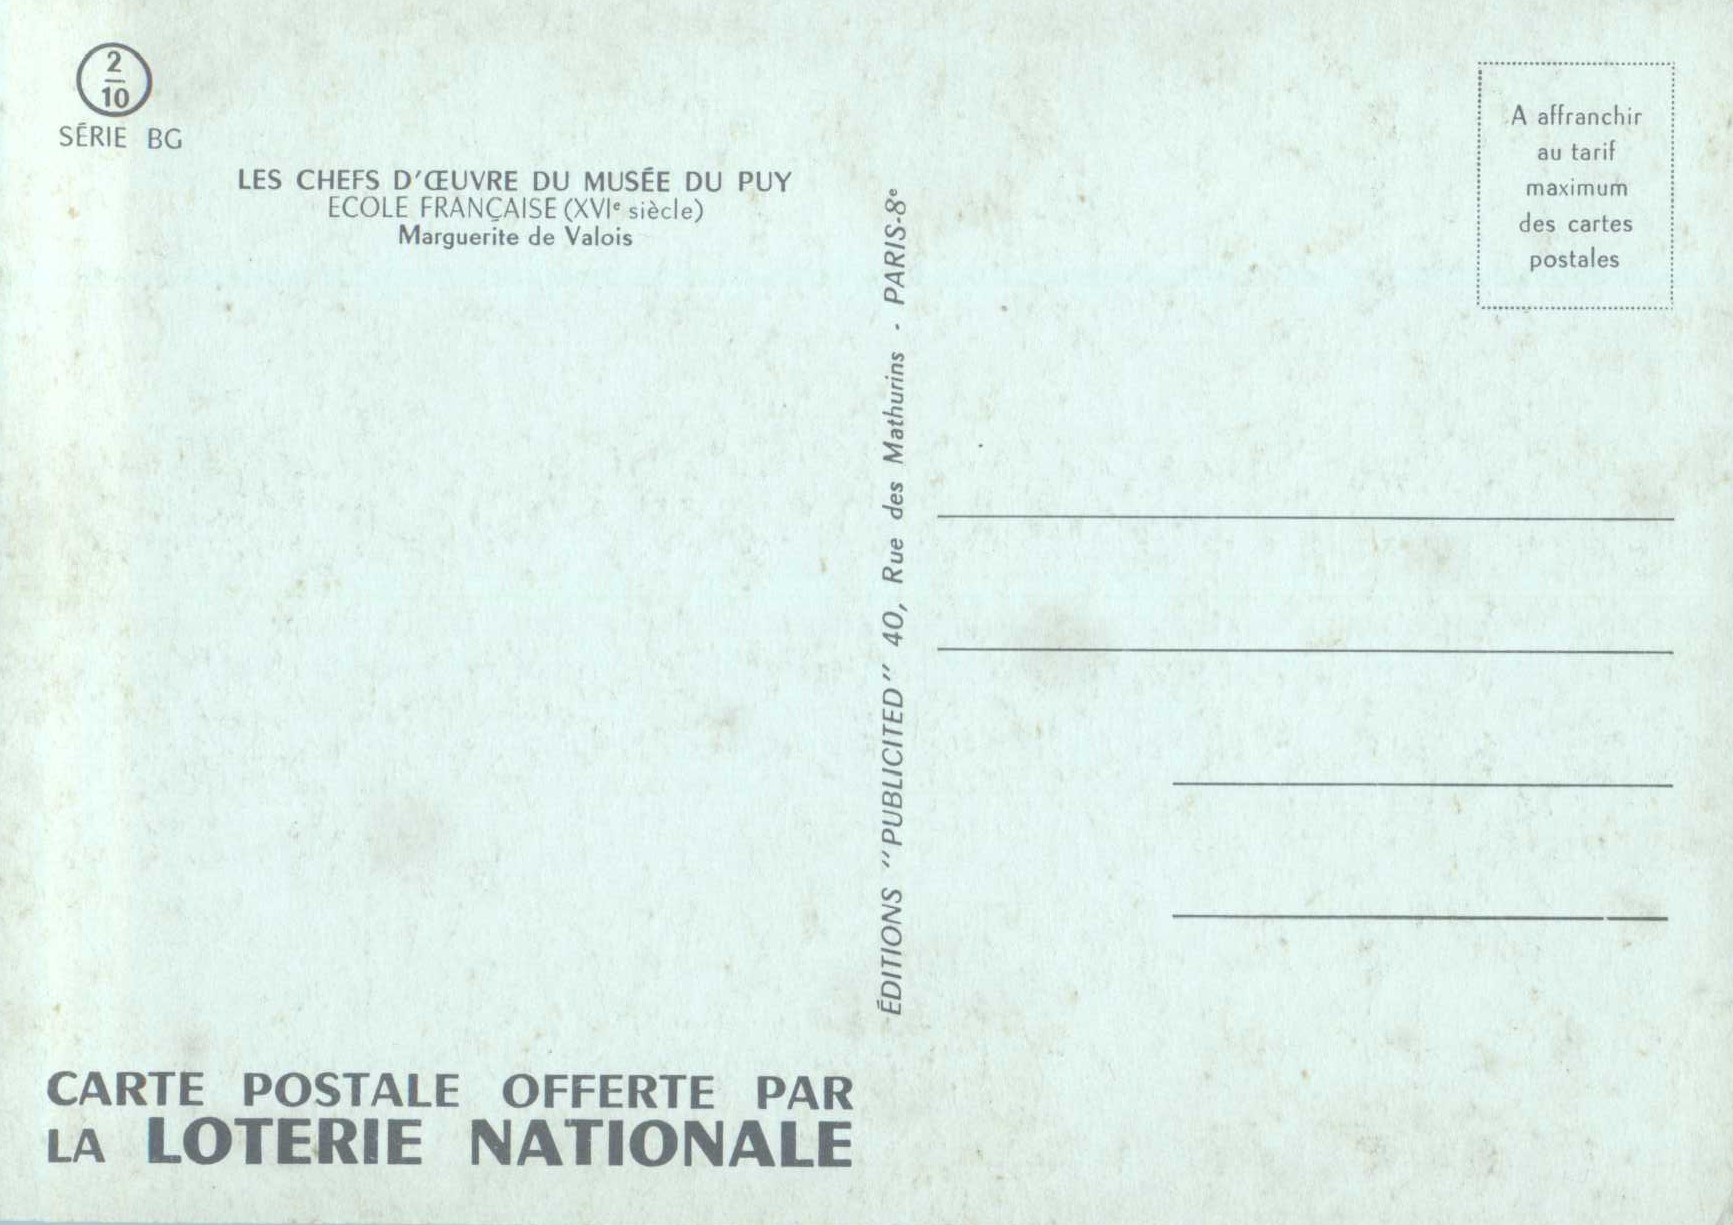 2
10
SÉRIE BG
LES CHEFS D'ŒUVRE DU MUSÉE DU PUY
ECOLE FRANÇAISE (XVIe siècle)
Marguerite de Valois
CARTE POSTALE OFFERTE PAR
LA LOTERIE NATIONALE
ÉDITIONS "PUBLICITED" 40, Rue des Mathurins - PARIS-8e
A affranchir
au tarif
maximum
des cartes
postales